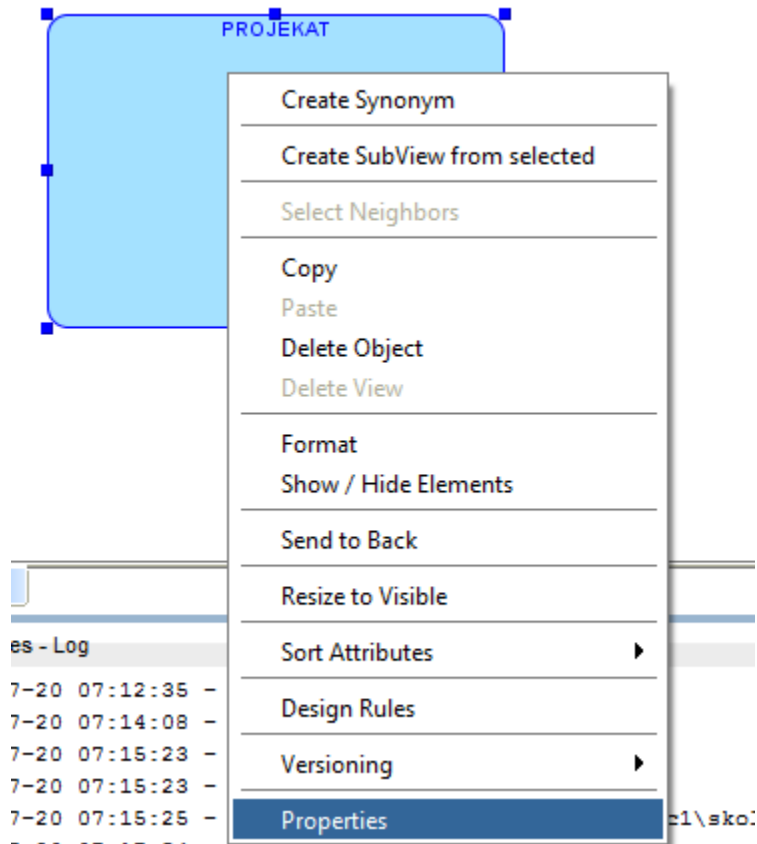 PROJEKAT
Create Synonym
Create SubView from selected
Select Neighbors
Copy
Paste
Delete Object
Delete View
Format
Show / Hide Elements
Send to Back
Resize to Visible
Sort Attributes
Design Rules
Versioning
Properties
es - Log
7-20 07:12:35 -
7-20 07:14:08 -
7-20 07:15:23 -
7-20 07:15:23 -
7-20 07:15:25 - c1\skol